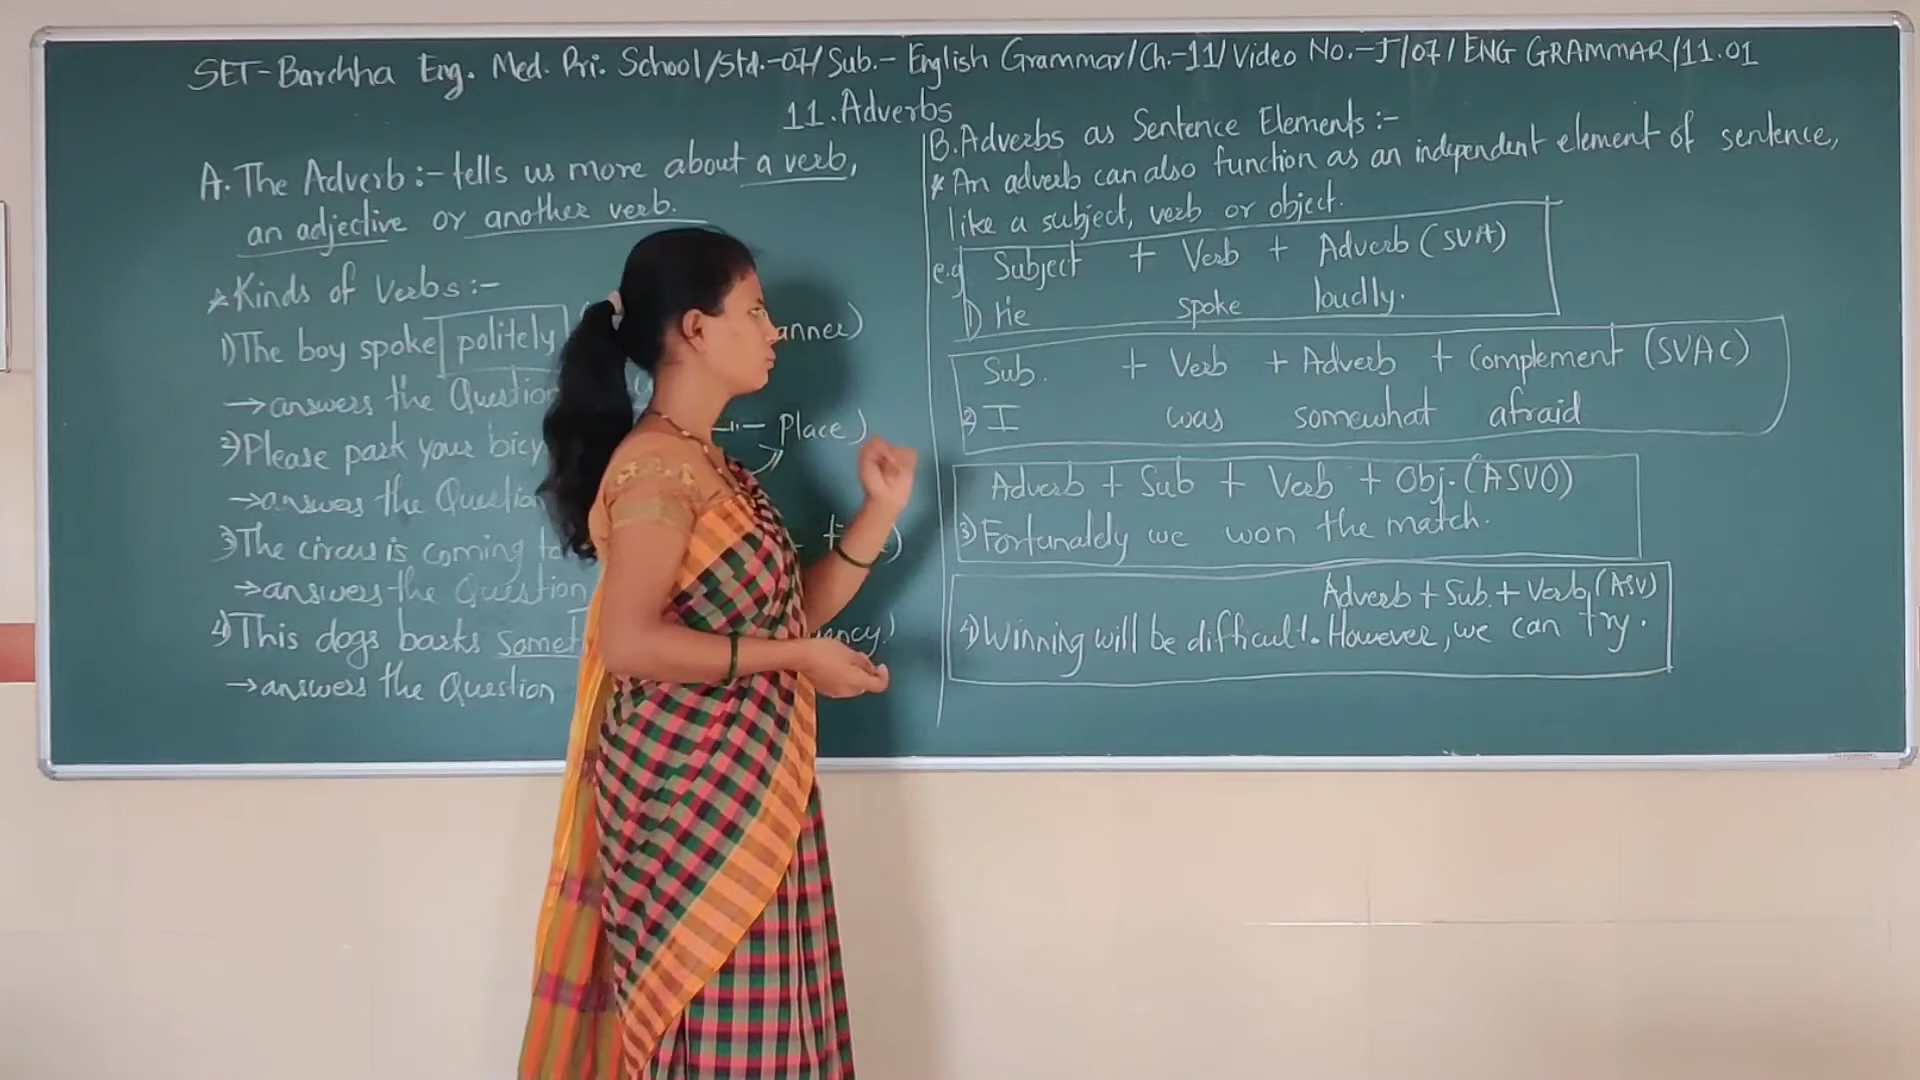 SET-Barchha Eng. Med. Pri. School/Std.-07/Sub.- English Grammar/Ch.-11/Video No.-J/07/ENG GRAMMAR/11.01
11.Adverbs
A. The Adverb :- tells us more about a verb,
an adjective or another verb.
*Kinds of Verbs :-
1)The boy spoke politely
→answers the Question
2)Please park your
--"- Place)
→answers the Question
3)The circus is coming
→answers the Question
4)This dogs barks
→answers the Question
B.Adverbs as Sentence Elements :-
*An adverb can also function as an independent element of sentence,
like a subject, verb or object.
e.g Subject + Verb + Adverb (SVA)
1) He spoke loudly.
Sub. + Verb + Adverb + Complement (SVAC)
2) I was somewhat afraid
Adverb + Sub + Verb + Obj. (ASVO)
3)Fortunately we won the match.
Adverb + Sub. + Verb (ASV)
4)Winning will be difficult. However, we can try.